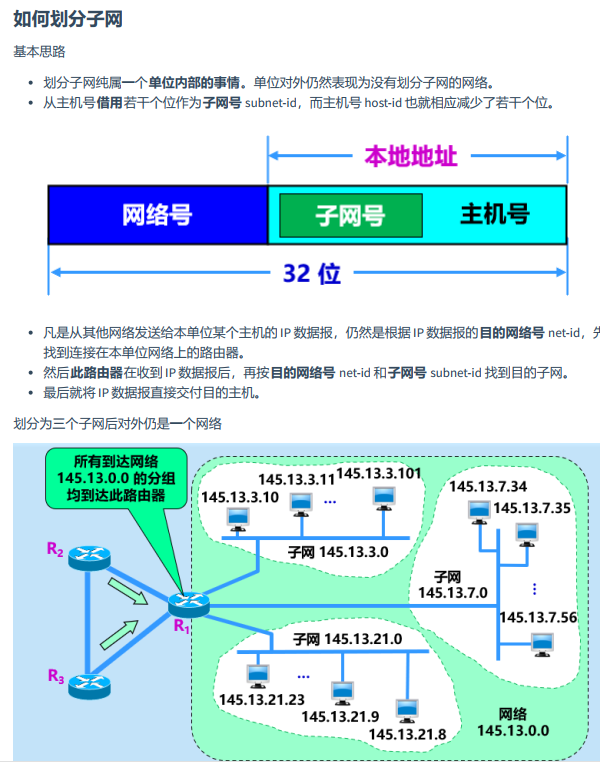 如何划分子网
基本思路
• 划分子网纯属一个单位内部的事情。单位对外仍然表现为没有划分子网的网络。
• 从主机号借用若干个位作为子网号 subnet-id，而主机号 host-id 也就相应减少了若干个位。
本地地址
网络号 子网号 主机号
32 位
• 凡是从其他网络发送给本单位某个主机的 IP 数据报，仍然是根据 IP 数据报的目的网络号 net-id，
找到连接在本单位网络上的路由器。
• 然后此路由器在收到 IP 数据报后，再按目的网络号 net-id 和子网号 subnet-id 找到目的子网。
• 最后就将 IP 数据报直接交付目的主机。
划分为三个子网后对外仍是一个网络
所有到达网络
145.13.0.0 的分组
均到达此路由器
145.13.3.10
145.13.3.11
...
145.13.3.101
子网 145.13.3.0
145.13.7.34
145.13.7.35
子网
145.13.7.0
...
145.13.7.56
R2
R1
R3
子网 145.13.21.0
...
145.13.21.23
145.13.21.9
145.13.21.8
网络
145.13.0.0